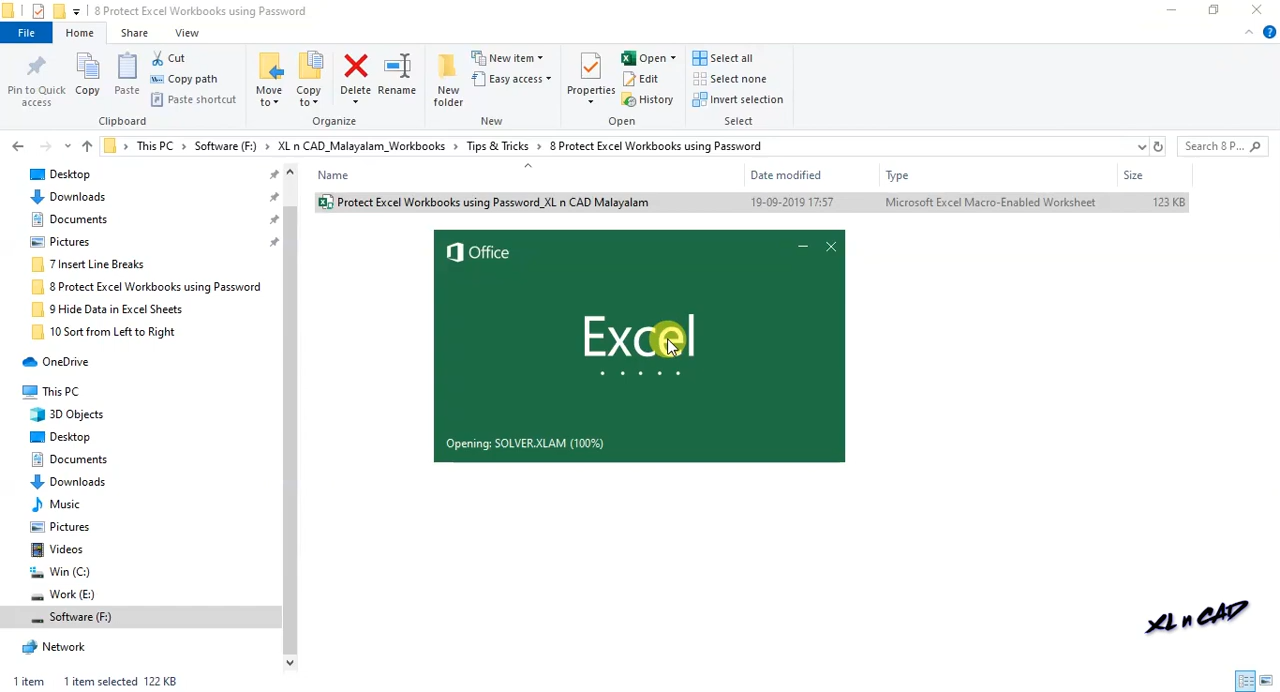 8 Protect Excel Workbooks using Password
File Home Share View
Pin to Quick access
Copy
Paste
Cut
Copy path
Paste shortcut
Clipboard
Move to
Copy to
Delete
Rename
Organize
New folder
New item
Easy access
New
Properties
Open
Edit
History
Open
Select all
Select none
Invert selection
Select
This PC > Software (F:) > XL n CAD_Malayalam_Workbooks > Tips & Tricks > 8 Protect Excel Workbooks using Password
Search 8 P...
Name Date modified Type Size
Protect Excel Workbooks using Password_XL n CAD Malayalam 19-09-2019 17:57 Microsoft Excel Macro-Enabled Worksheet 123 KB
Desktop
Downloads
Documents
Pictures
7 Insert Line Breaks
8 Protect Excel Workbooks using Password
9 Hide Data in Excel Sheets
10 Sort from Left to Right
OneDrive
This PC
3D Objects
Desktop
Documents
Downloads
Music
Pictures
Videos
Win (C:)
Work (E:)
Software (F:)
Network
Office
Excel
Opening: SOLVER.XLAM (100%)
XL n CAD
1 item 1 item selected 122 KB